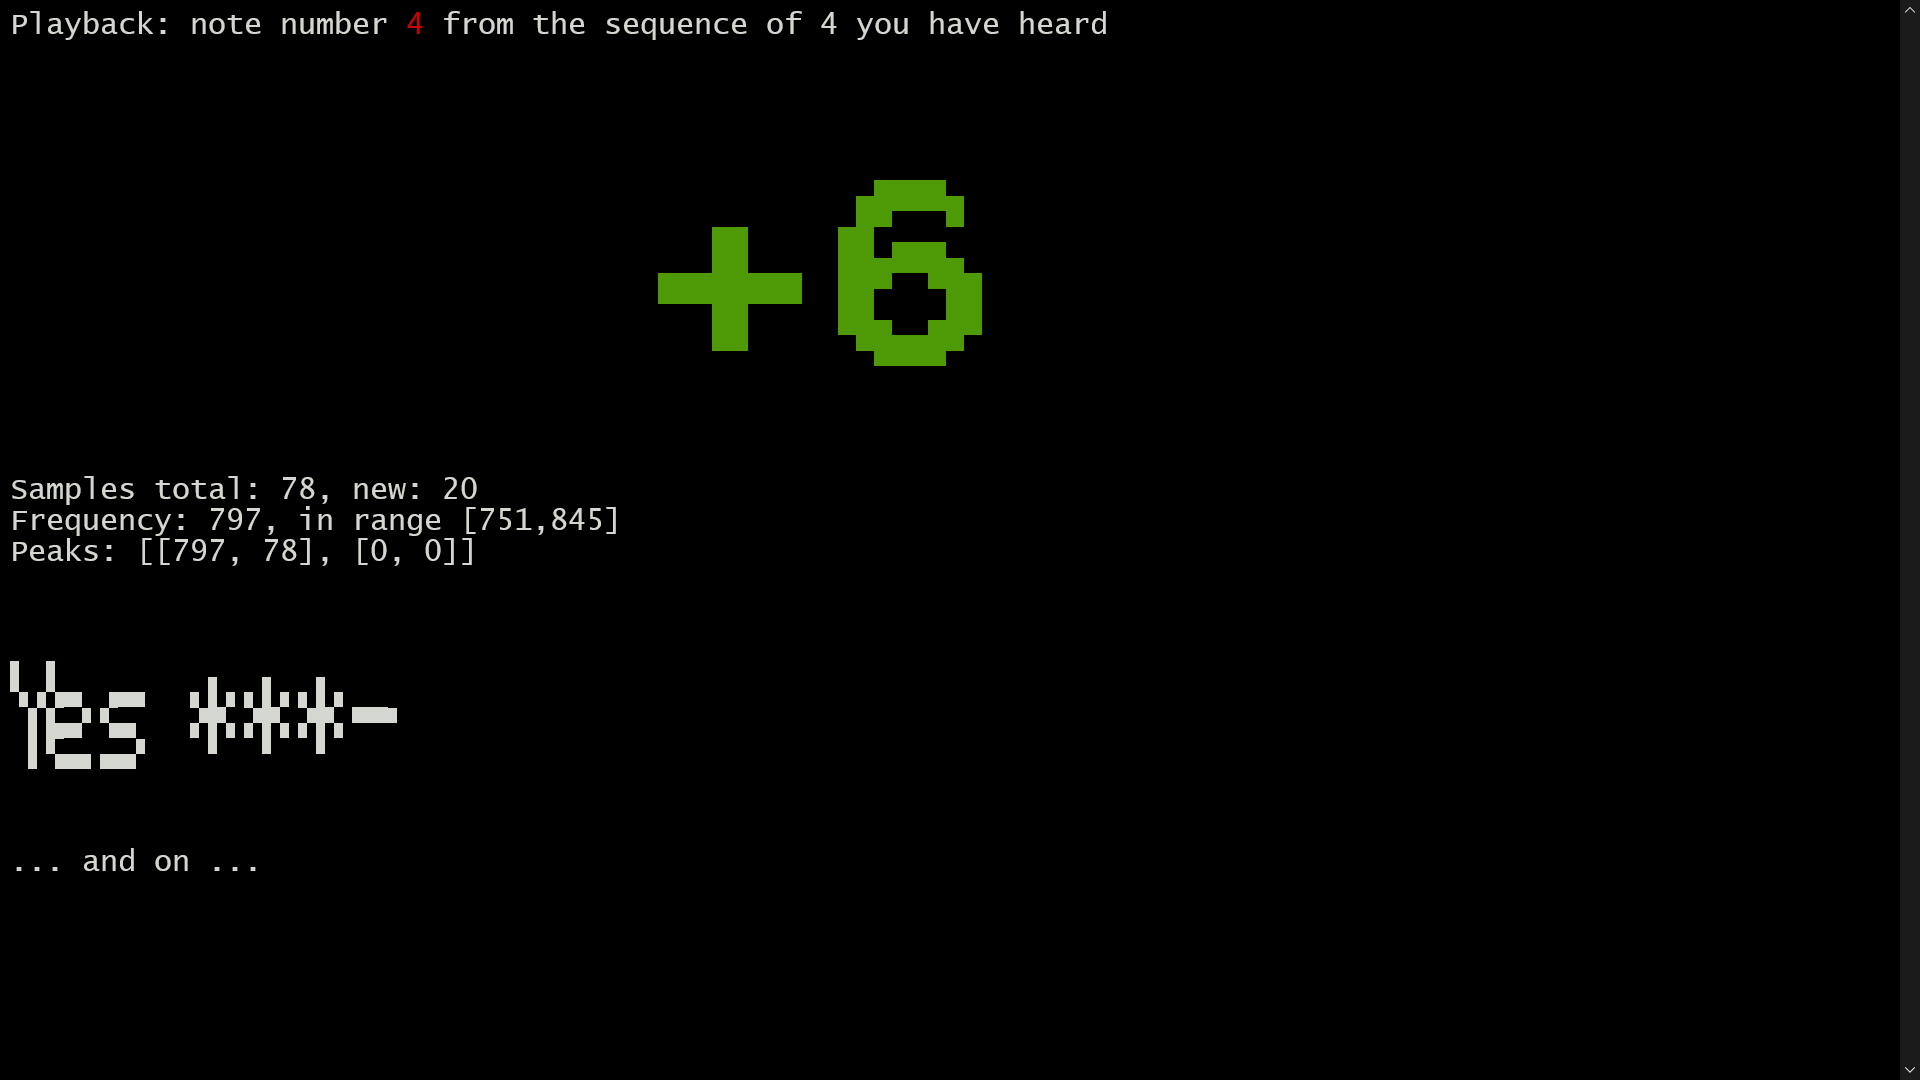 Playback: note number 4 from the sequence of 4 you have heard
+6
Samples total: 78, new: 20
Frequency: 797, in range [751,845]
Peaks: [[797, 78], [0, 0]]
Yes ***-
... and on ...